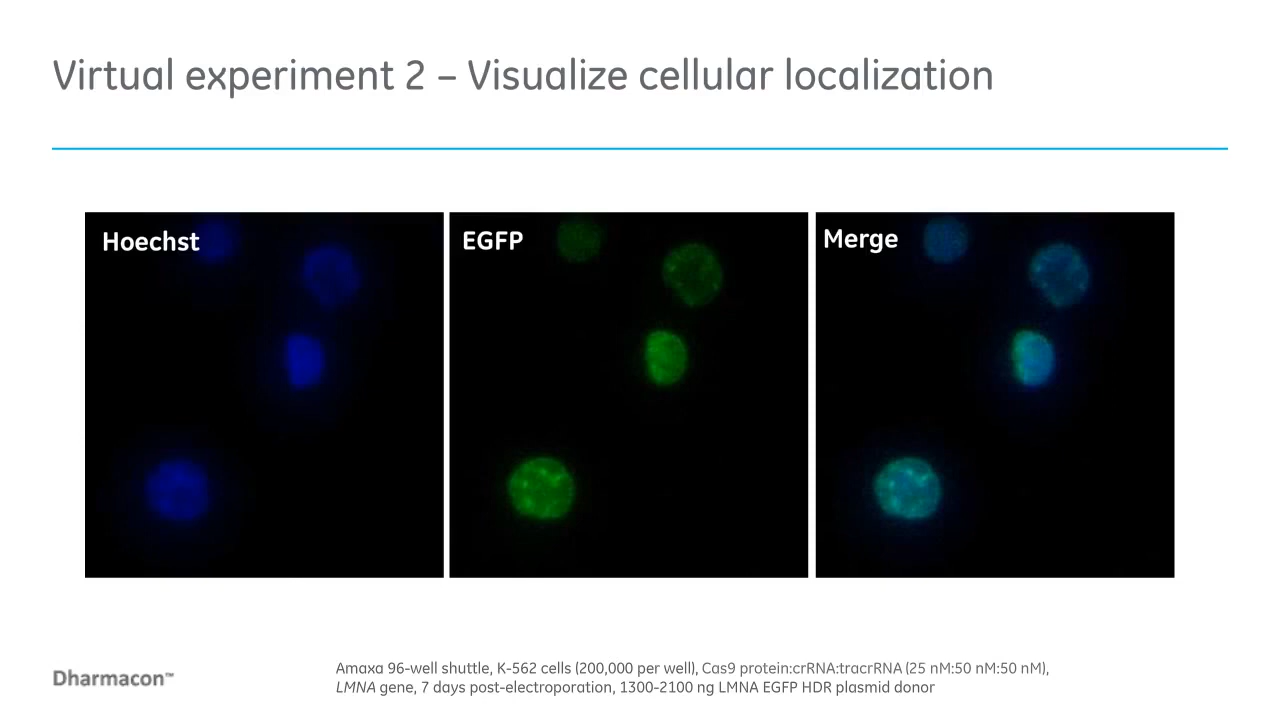 Virtual experiment 2 – Visualize cellular localization
Hoechst
EGFP
Merge
Amaxa 96-well shuttle, K-562 cells (200,000 per well), Cas9 protein:crRNA:tracrRNA (25 nM:50 nM:50 nM),
LMNA gene, 7 days post-electroporation, 1300-2100 ng LMNA EGFP HDR plasmid donor
Dharmacon™